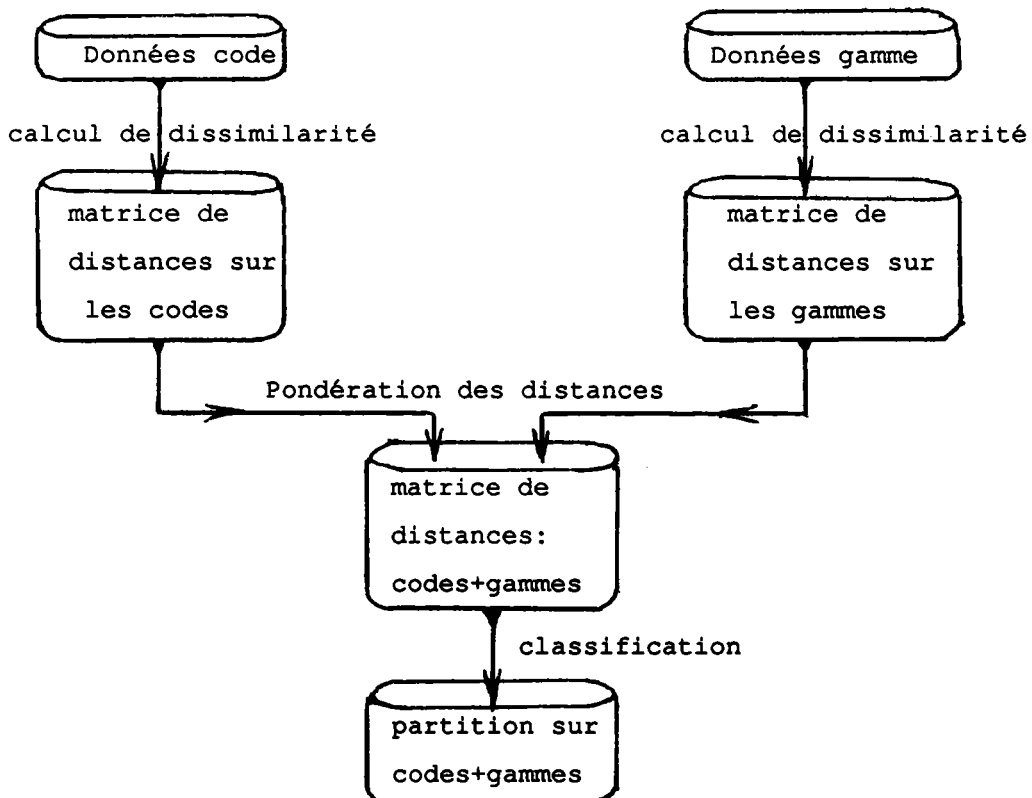 Données code
Données gamme
calcul de dissimilarité
calcul de dissimilarité
matrice de
distances sur
les codes
matrice de
distances sur
les gammes
Pondération des distances
matrice de
distances:
codes+gammes
classification
partition sur
codes+gammes